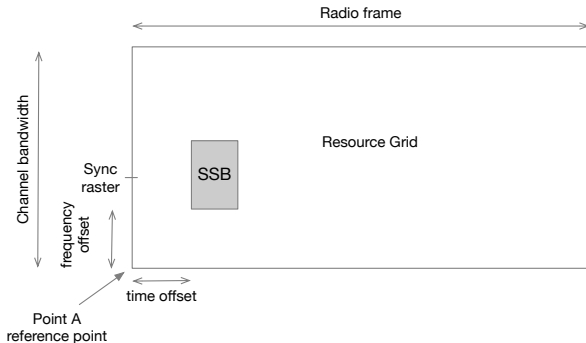 Radio frame
Channel bandwidth
Resource Grid
Sync
raster
SSB
frequency
offset
time offset
Point A
reference point